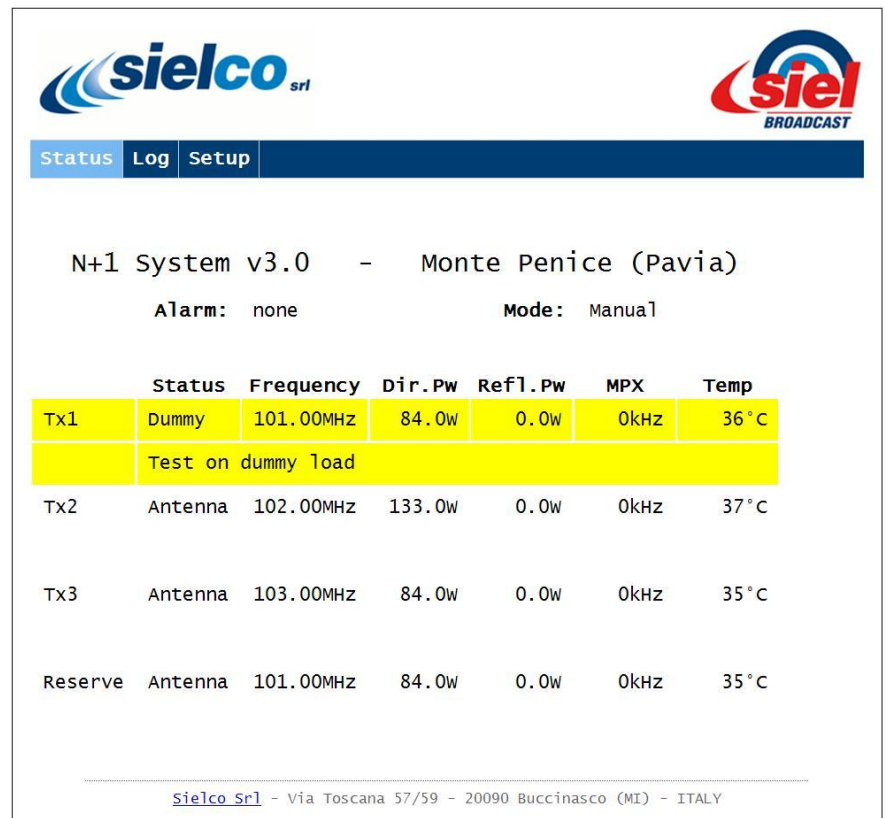 sielco srl
siel
BROADCAST
Status Log Setup
N+1 System v3.0 - Monte Penice (Pavia)
Alarm: none Mode: Manual
Status Frequency Dir.Pw Refl.Pw MPX Temp
Tx1 Dummy 101.00MHz 84.0W 0.0W 0kHz 36°C
Test on dummy load
Tx2 Antenna 102.00MHz 133.0W 0.0W 0kHz 37°C
Tx3 Antenna 103.00MHz 84.0W 0.0W 0kHz 35°C
Reserve Antenna 101.00MHz 84.0W 0.0W 0kHz 35°C
Sielco Srl - Via Toscana 57/59 - 20090 Buccinasco (MI) - ITALY